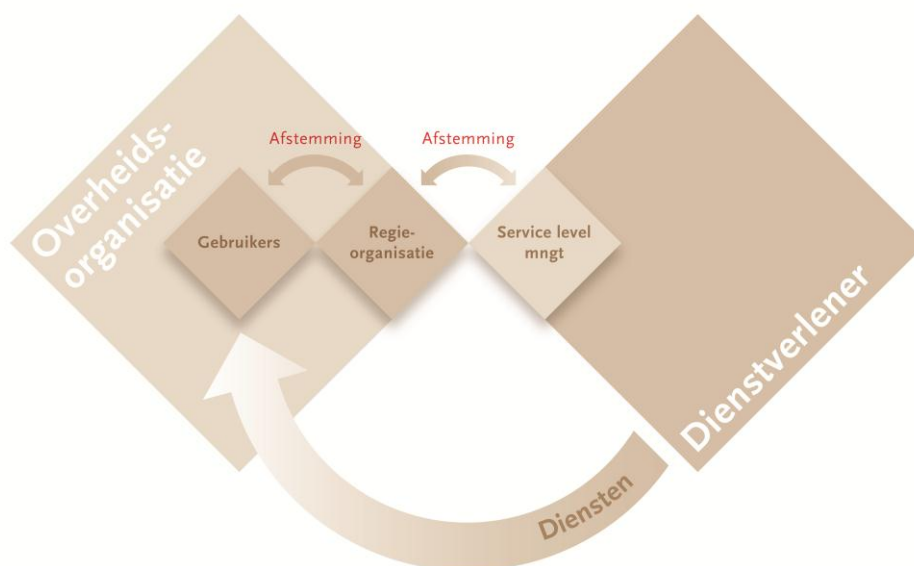 Overheids-
organisatie
Afstemming
Afstemming
Gebruikers
Regie-
organisatie
Service level
mngt
Dienstverlener
Diensten